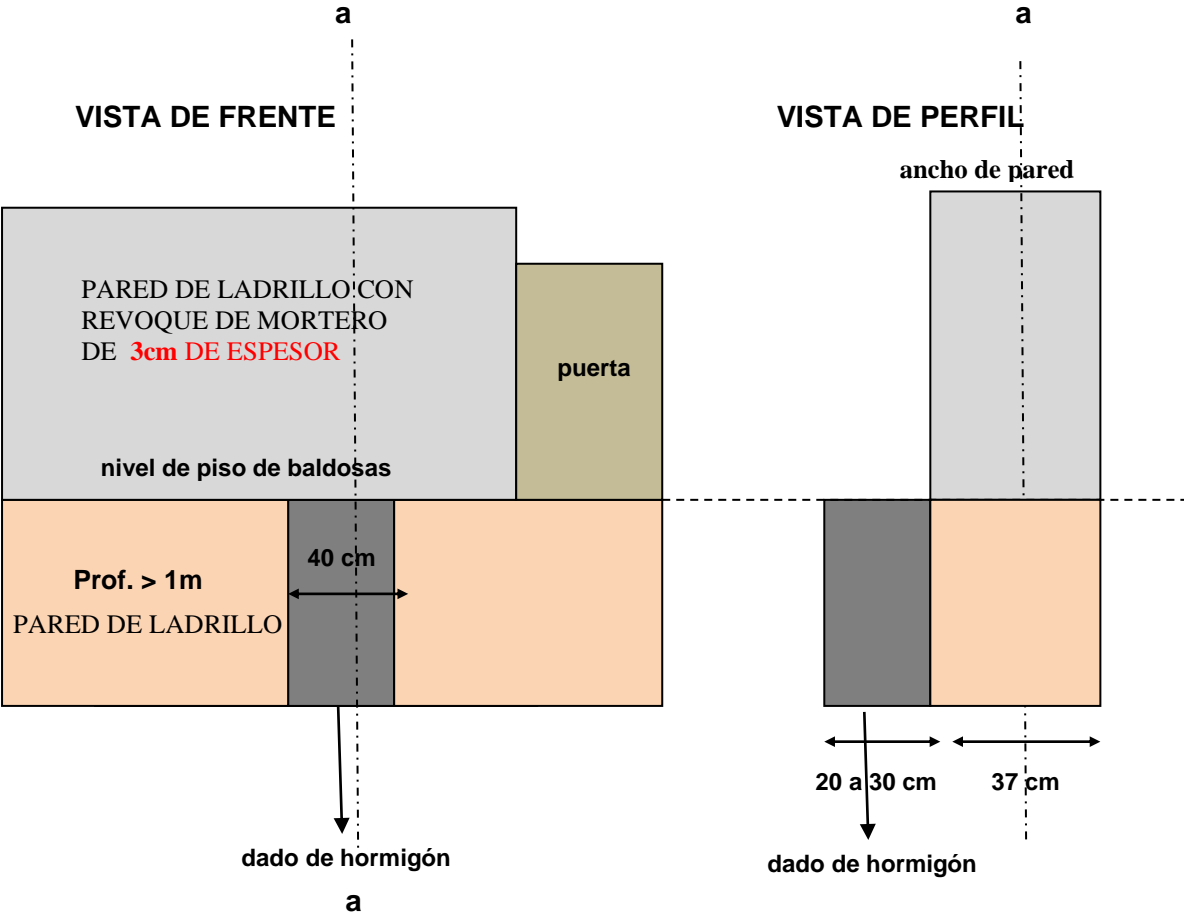 a
VISTA DE FRENTE
PARED DE LADRILLO CON
REVOQUE DE MORTERO
DE 3cm DE ESPESOR
puerta
nivel de piso de baldosas
40 cm
Prof. > 1m
PARED DE LADRILLO
dado de hormigón
a
a
VISTA DE PERFIL
ancho de pared
20 a 30 cm
37 cm
dado de hormigón